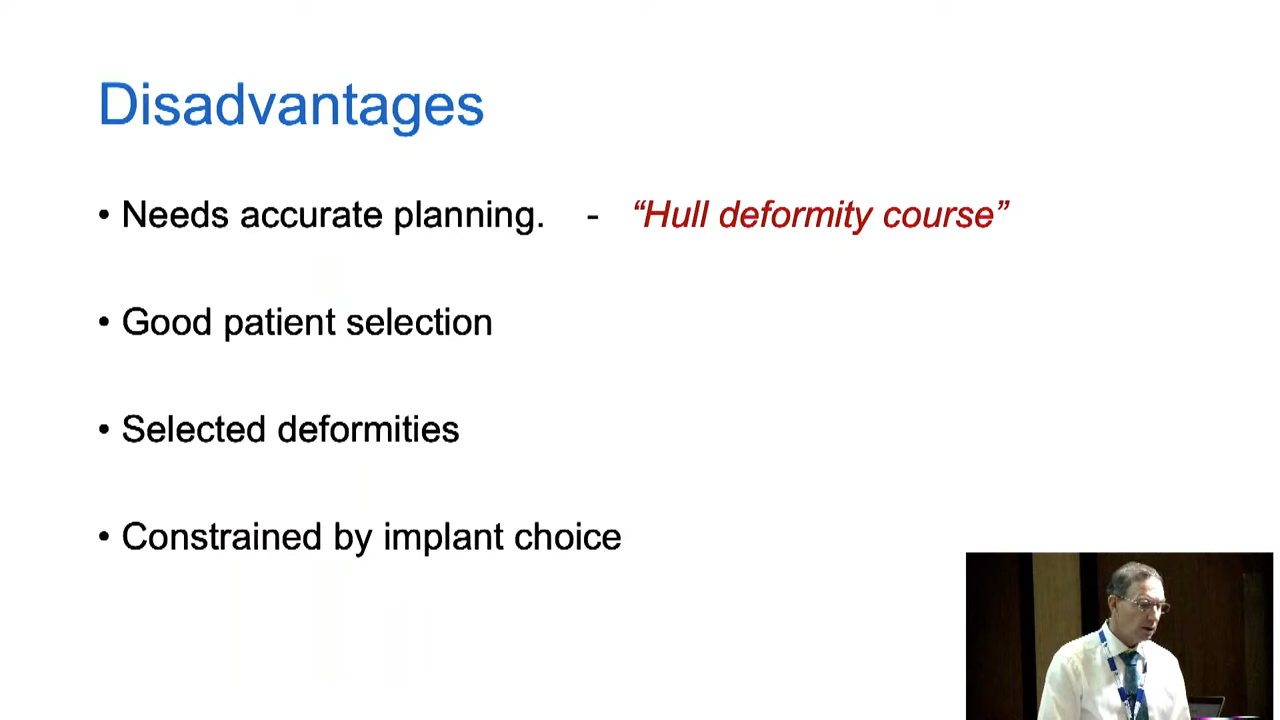 Disadvantages
• Needs accurate planning. - “Hull deformity course”
• Good patient selection
• Selected deformities
• Constrained by implant choice